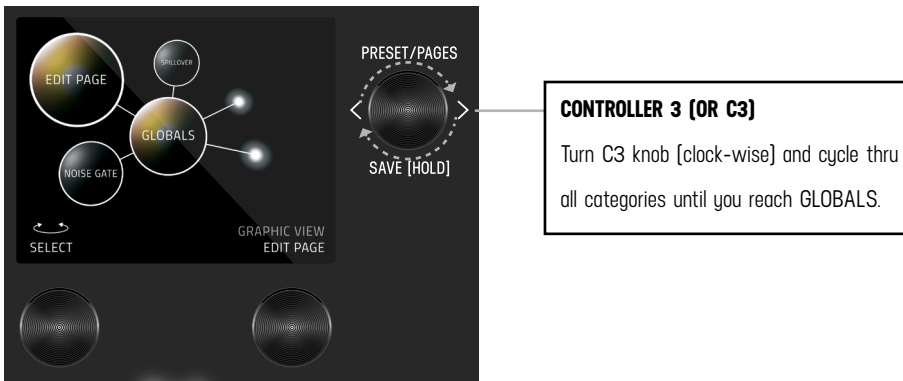 EDIT PAGE
SPILLOVER
GLOBALS
NOISE GATE
SELECT
GRAPHIC VIEW
EDIT PAGE
PRESET/PAGES
SAVE [HOLD]
CONTROLLER 3 (OR C3)
Turn C3 knob (clock-wise) and cycle thru
all categories until you reach GLOBALS.